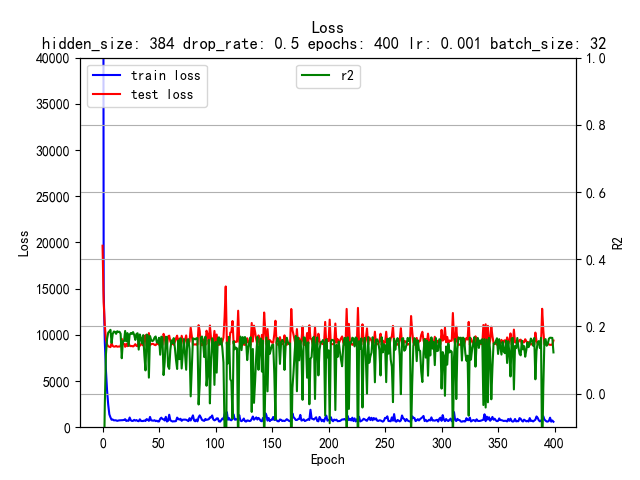 Loss
hidden_size: 384 drop_rate: 0.5 epochs: 400 lr: 0.001 batch_size: 32
40000
35000
30000
25000
20000
15000
10000
5000
0
Loss
train loss
test loss
r2
1.0
0.8
0.6
0.4
0.2
0.0
R2
0 50 100 150 200 250 300 350 400
Epoch